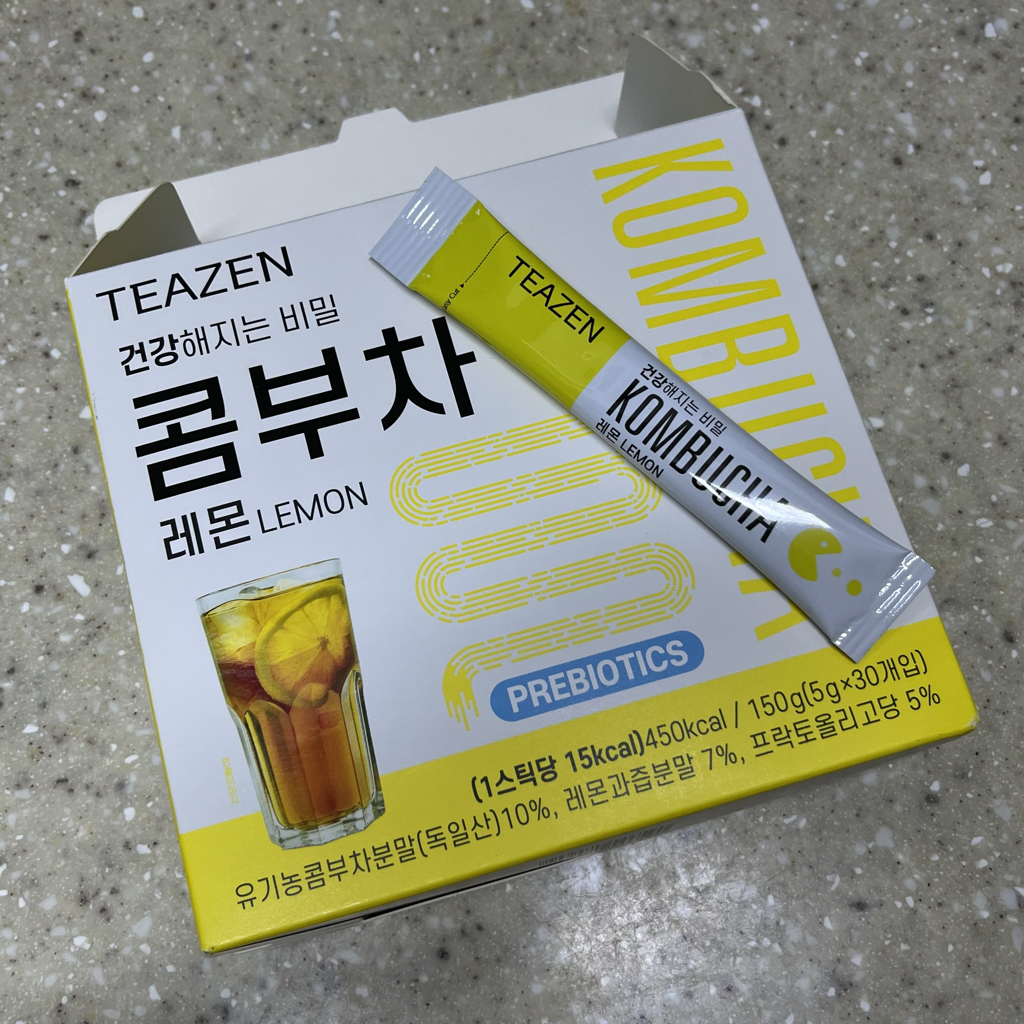 TEAZEN
건강해지는 비밀
콤부차
레몬 LEMON
KOMBUCHA
TEAZEN
건강해지는 비밀
KOMBUCHA
레몬 LEMON
PREBIOTICS
(1스틱당 15kcal)450kcal / 150g(5g×30개입)
유기농콤부차분말(독일산)10%, 레몬과즙분말 7%, 프락토올리고당 5%